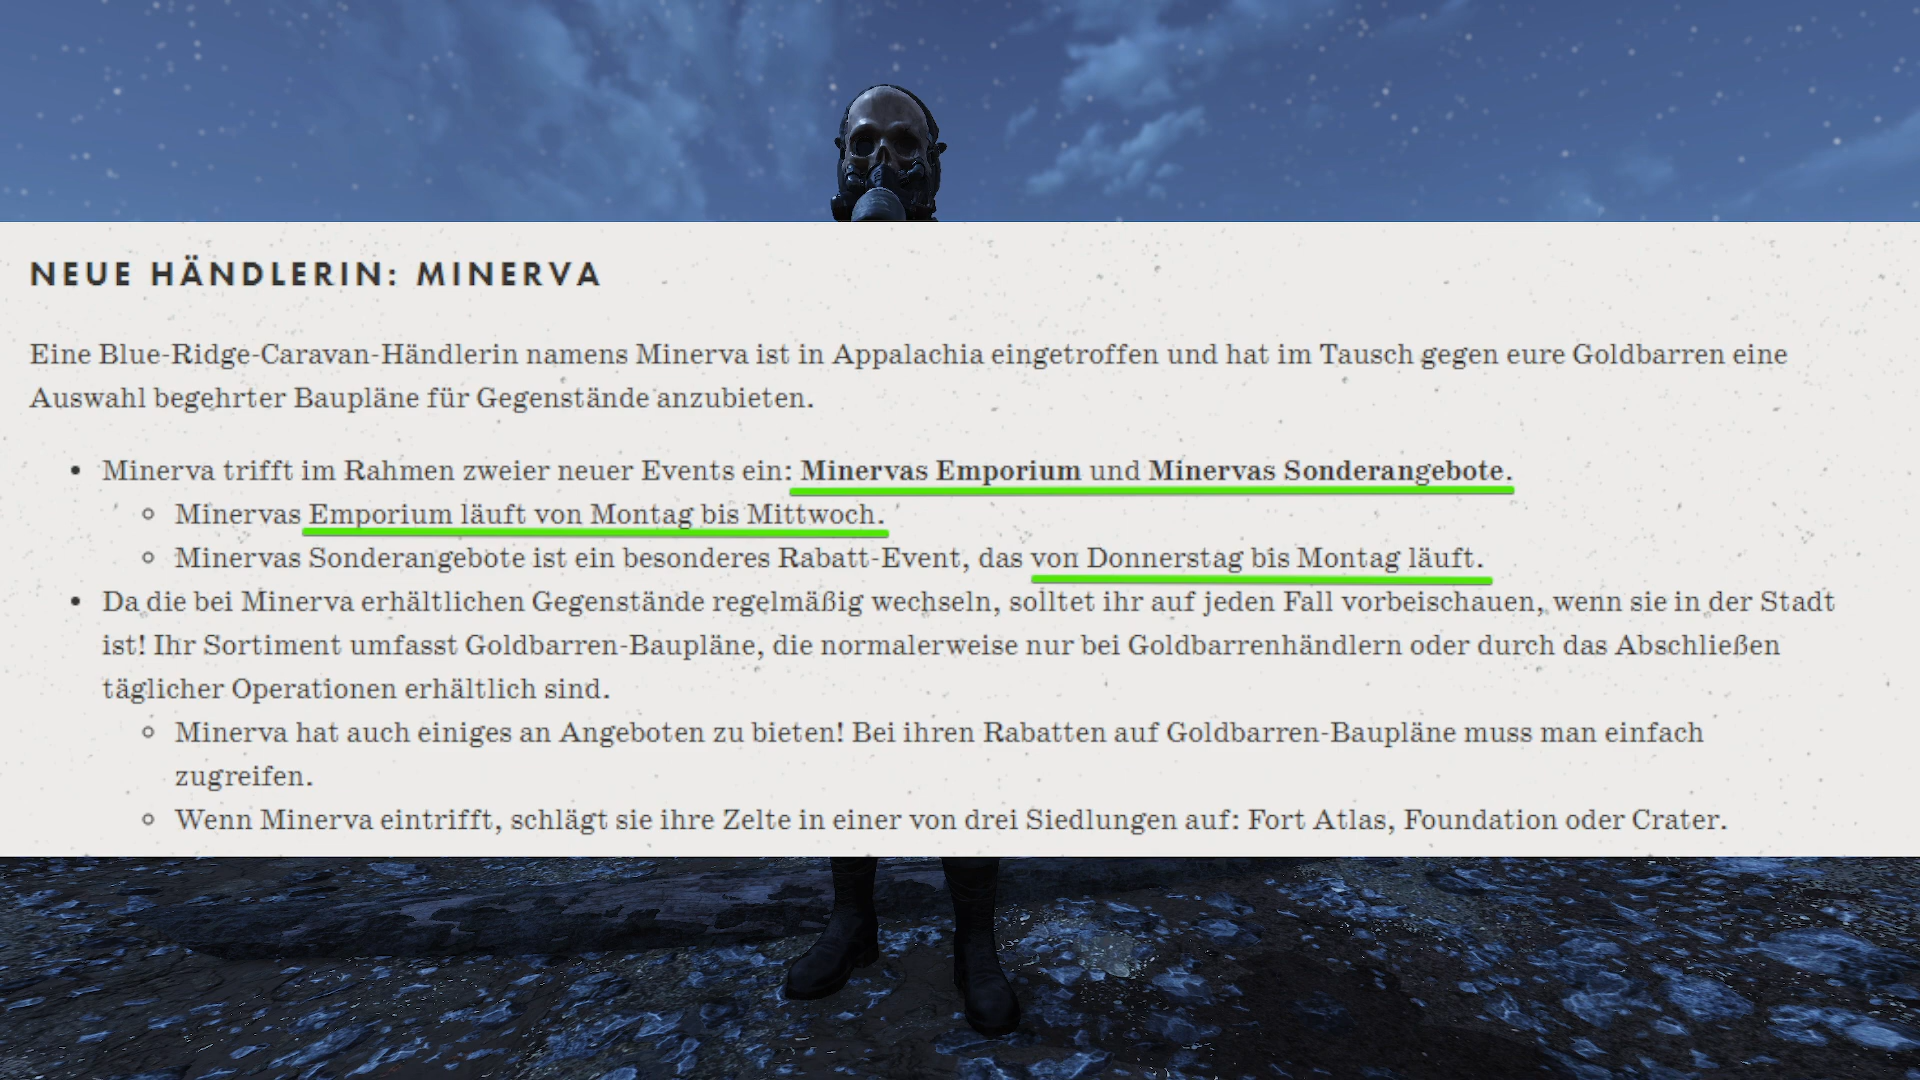 NEUE HÄNDLERIN: MINERVA
Eine Blue-Ridge-Caravan-Händlerin namens Minerva ist in Appalachia eingetroffen und hat im Tausch gegen eure Goldbarren eine
Auswahl begehrter Baupläne für Gegenstände anzubieten.
• Minerva trifft im Rahmen zweier neuer Events ein: Minervas Emporium und Minervas Sonderangebote.
◦ Minervas Emporium läuft von Montag bis Mittwoch.
◦ Minervas Sonderangebote ist ein besonderes Rabatt-Event, das von Donnerstag bis Montag läuft.
• Da die bei Minerva erhältlichen Gegenstände regelmäßig wechseln, solltet ihr auf jeden Fall vorbeischauen, wenn sie in der Stadt
ist! Ihr Sortiment umfasst Goldbarren-Baupläne, die normalerweise nur bei Goldbarrenhändlern oder durch das Abschließen
täglicher Operationen erhältlich sind.
◦ Minerva hat auch einiges an Angeboten zu bieten! Bei ihren Rabatten auf Goldbarren-Baupläne muss man einfach
zugreifen.
◦ Wenn Minerva eintrifft, schlägt sie ihre Zelte in einer von drei Siedlungen auf: Fort Atlas, Foundation oder Crater.